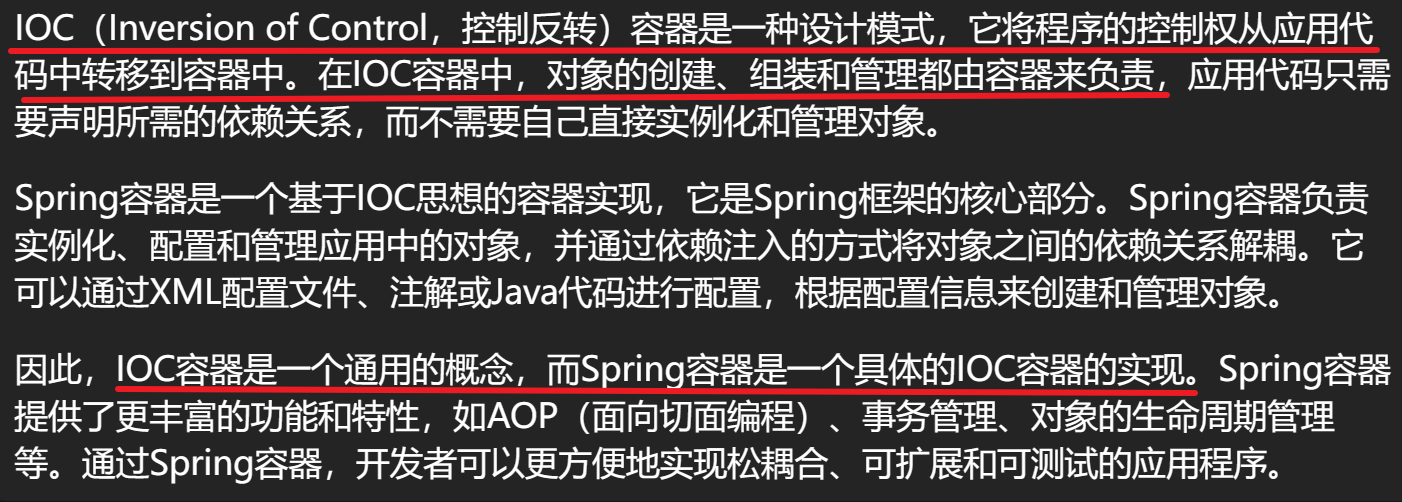 IOC（Inversion of Control，控制反转）容器是一种设计模式，它将程序的控制权从应用代
码中转移到容器中。在IOC容器中，对象的创建、组装和管理都由容器来负责，应用代码只需
要声明所需的依赖关系，而不需要自己直接实例化和管理对象。
Spring容器是一个基于IOC思想的容器实现，它是Spring框架的核心部分。Spring容器负责
实例化、配置和管理应用中的对象，并通过依赖注入的方式将对象之间的依赖关系解耦。它
可以通过XML配置文件、注解或Java代码进行配置，根据配置信息来创建和管理对象。
因此，IOC容器是一个通用的概念，而Spring容器是一个具体的IOC容器的实现。Spring容器
提供了更丰富的功能和特性，如AOP（面向切面编程）、事务管理、对象的生命周期管理
等。通过Spring容器，开发者可以更方便地实现松耦合、可扩展和可测试的应用程序。